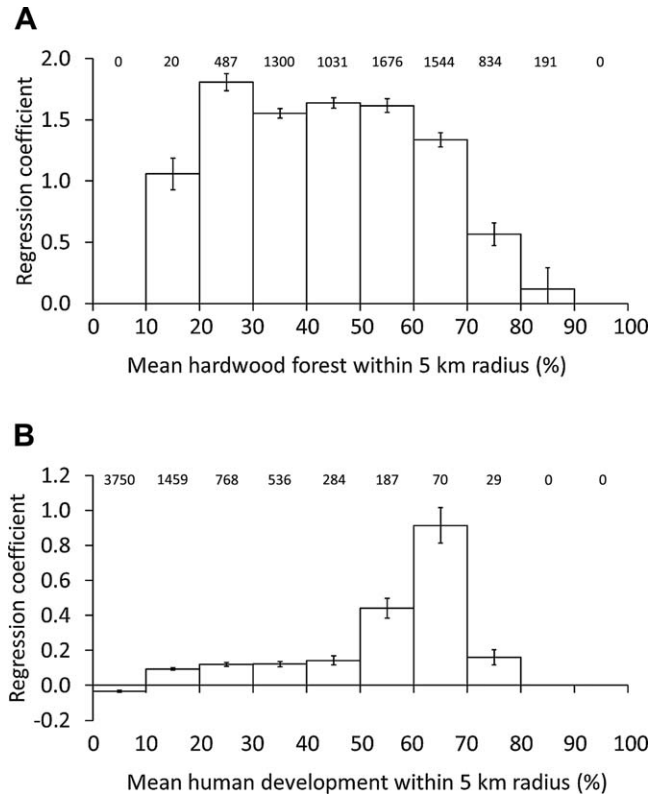 A
0 20 487 1300 1031 1676 1544 834 191 0
2.0
1.5
1.0
0.5
0.0
Regression coefficient
0 10 20 30 40 50 60 70 80 90 100
Mean hardwood forest within 5 km radius (%)
B
3750 1459 768 536 284 187 70 29 0 0
1.2
1.0
0.8
0.6
0.4
0.2
0.0
-0.2
Regression coefficient
0 10 20 30 40 50 60 70 80 90 100
Mean human development within 5 km radius (%)